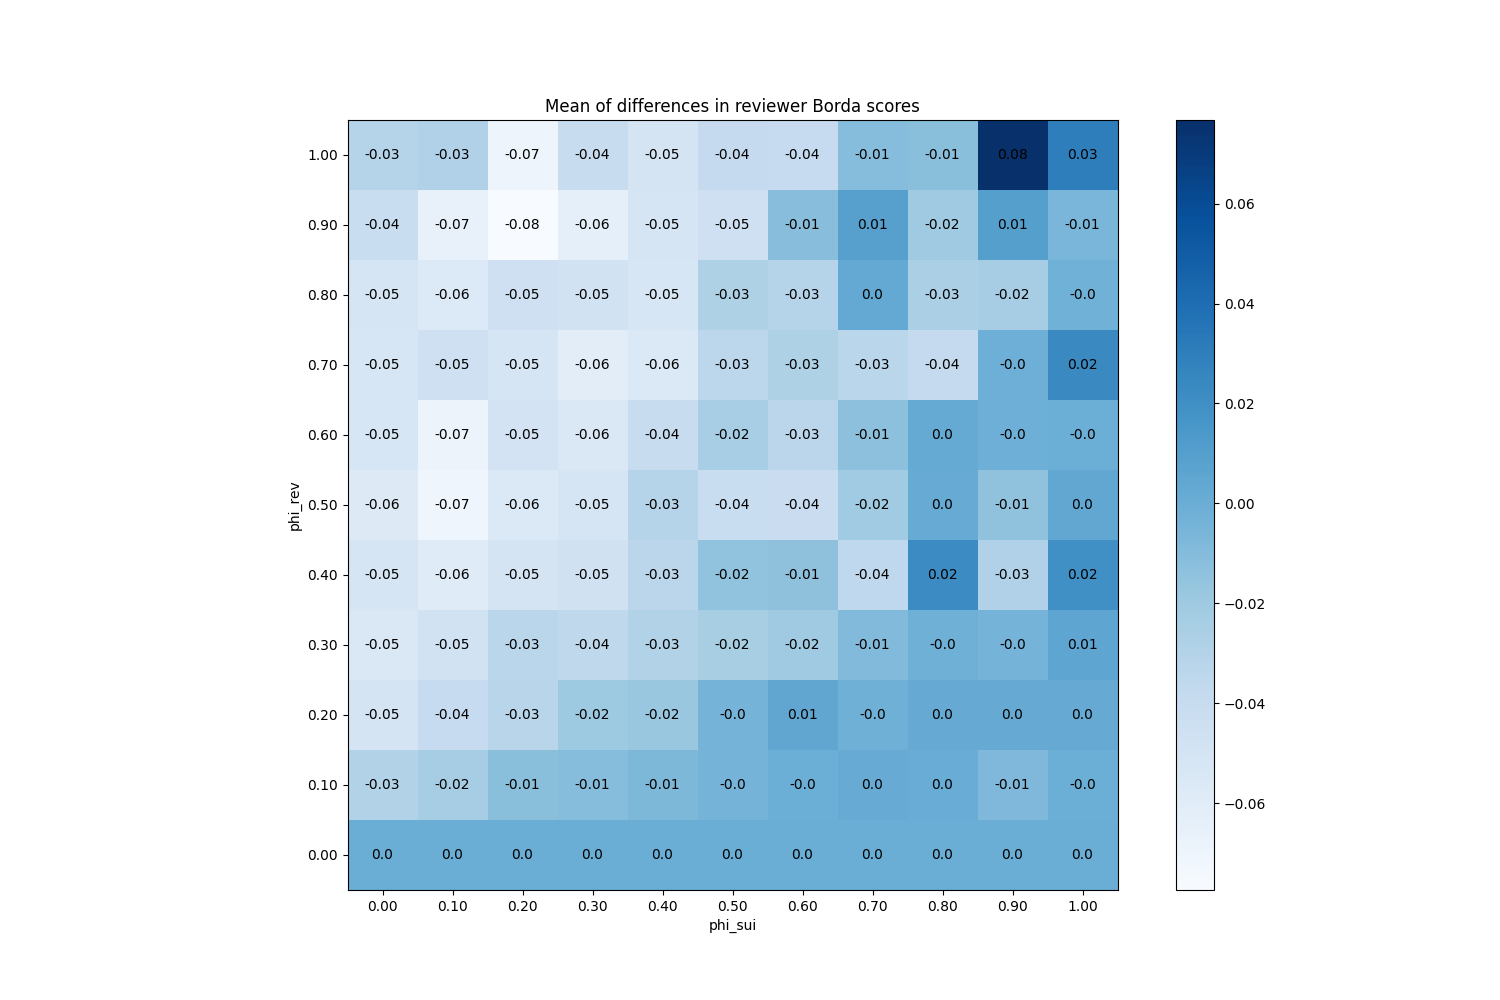 Mean of differences in reviewer Borda scores
1.00 -0.03 -0.03 -0.07 -0.04 -0.05 -0.04 -0.04 -0.01 -0.01 0.08 0.03
0.90 -0.04 -0.07 -0.08 -0.06 -0.05 -0.05 -0.01 0.01 -0.02 0.01 -0.01
0.80 -0.05 -0.06 -0.05 -0.05 -0.05 -0.03 -0.03 0.0 -0.03 -0.02 -0.0
0.70 -0.05 -0.05 -0.05 -0.06 -0.06 -0.03 -0.03 -0.03 -0.04 -0.0 0.02
0.60 -0.05 -0.07 -0.05 -0.06 -0.04 -0.02 -0.03 -0.01 0.0 -0.0 -0.0
0.50 -0.06 -0.07 -0.06 -0.05 -0.03 -0.04 -0.04 -0.02 0.0 -0.01 0.0
0.40 -0.05 -0.06 -0.05 -0.05 -0.03 -0.02 -0.01 -0.04 0.02 -0.03 0.02
0.30 -0.05 -0.05 -0.03 -0.04 -0.03 -0.02 -0.02 -0.01 -0.0 -0.0 0.01
0.20 -0.05 -0.04 -0.03 -0.02 -0.02 -0.0 0.01 -0.0 0.0 0.0 0.0
0.10 -0.03 -0.02 -0.01 -0.01 -0.01 -0.0 -0.0 0.0 0.0 -0.01 -0.0
0.00 0.0 0.0 0.0 0.0 0.0 0.0 0.0 0.0 0.0 0.0 0.0
0.00 0.10 0.20 0.30 0.40 0.50 0.60 0.70 0.80 0.90 1.00
phi_sui
phi_rev
0.06
0.04
0.02
0.00
−0.02
−0.04
−0.06